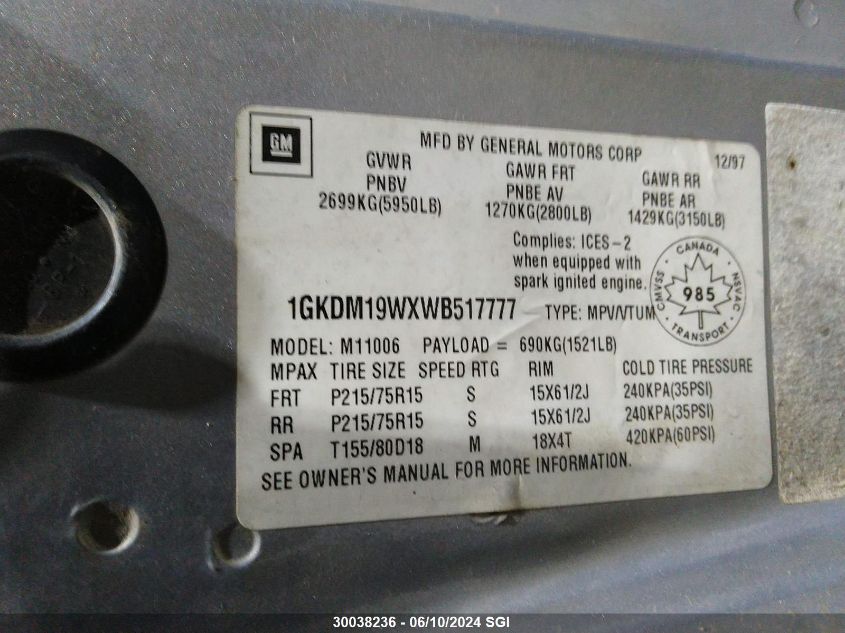 GM
MFD BY GENERAL MOTORS CORP 12/97
GVWR GAWR FRT GAWR RR
PNBV PNBE AV PNBE AR
2699KG(5950LB) 1270KG(2800LB) 1429KG(3150LB)
Complies: ICES-2
when equipped with
spark ignited engine.
CANADA
CMVSS 985 NSVAC
TRANSPORT
1GKDM19WXWB517777 TYPE: MPV/VTUM
MODEL: M11006 PAYLOAD = 690KG(1521LB)
MPAX TIRE SIZE SPEED RTG RIM COLD TIRE PRESSURE
FRT P215/75R15 S 15X61/2J 240KPA(35PSI)
RR P215/75R15 S 15X61/2J 240KPA(35PSI)
SPA T155/80D18 M 18X4T 420KPA(60PSI)
SEE OWNER'S MANUAL FOR MORE INFORMATION.
30038236 - 06/10/2024 SGI